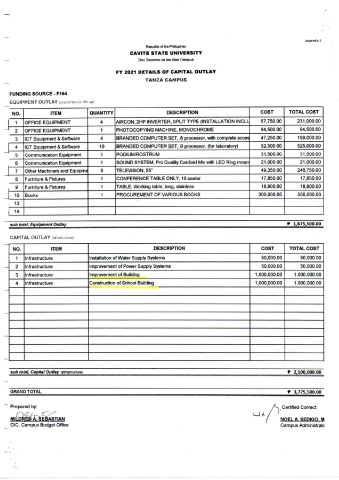 Appendix 2
Republic of the Philippines
CAVITE STATE UNIVERSITY
Don Severino de las Alas Campus
FY 2021 DETAILS OF CAPITAL OUTLAY
TANZA CAMPUS
FUNDING SOURCE - F164
EQUIPMENT OUTLAY
NO. ITEM QUANTITY DESCRIPTION COST TOTAL COST
1 OFFICE EQUIPMENT 4 AIRCON, 2HP INVERTER, SPLIT TYPE (INSTALLATION INCLU 57,750.00 231,000.00
2 OFFICE EQUIPMENT 1 PHOTOCOPYING MACHINE, MONOCHROME 94,500.00 94,500.00
3 ICT Equipment & Software 4 BRANDED COMPUTER SET, 8 processor, with complete acces 47,250.00 189,000.00
4 ICT Equipment & Software 10 BRANDED COMPUTER SET, 8 processor, (for laboratory) 52,500.00 525,000.00
5 Communication Equipment 1 PODIUM/ROSTRUM 31,500.00 31,500.00
6 Communication Equipment 1 SOUND SYSTEM, Pro Quality Cardioid Mic with LED Ring 21,000.00 21,000.00
7 Other Machinery and Equipme 5 TELEVISION, 55" 49,350.00 246,750.00
8 Furniture & Fixtures 1 CONFERENCE TABLE ONLY, 10 seater 17,850.00 17,850.00
9 Furniture & Fixtures 1 TABLE, Working table, long, stainless 18,900.00 18,900.00
10 Books 1 PROCUREMENT OF VARIOUS BOOKS 300,000.00 300,000.00
13
14
sub total, Equipment Outlay ₱ 1,675,500.00
CAPITAL OUTLAY
NO. ITEM DESCRIPTION COST TOTAL COST
1 Infrastructure Installation of Water Supply Systems 50,000.00 50,000.00
2 Infrastructure Improvement of Power Supply Systems 50,000.00 50,000.00
3 Infrastructure Improvement of Building 1,000,000.00 1,000,000.00
4 Infrastructure Construction of School Building 1,000,000.00 1,000,000.00
sub total, Capital Outlay (Infrastructure) ₱ 2,100,000.00
GRAND TOTAL ₱ 3,775,500.00
Prepared by: Certified Correct
MILDRED A. SEBASTIAN NOEL A. SEDIGO, M
OIC, Campus Budget Office Campus Administrato